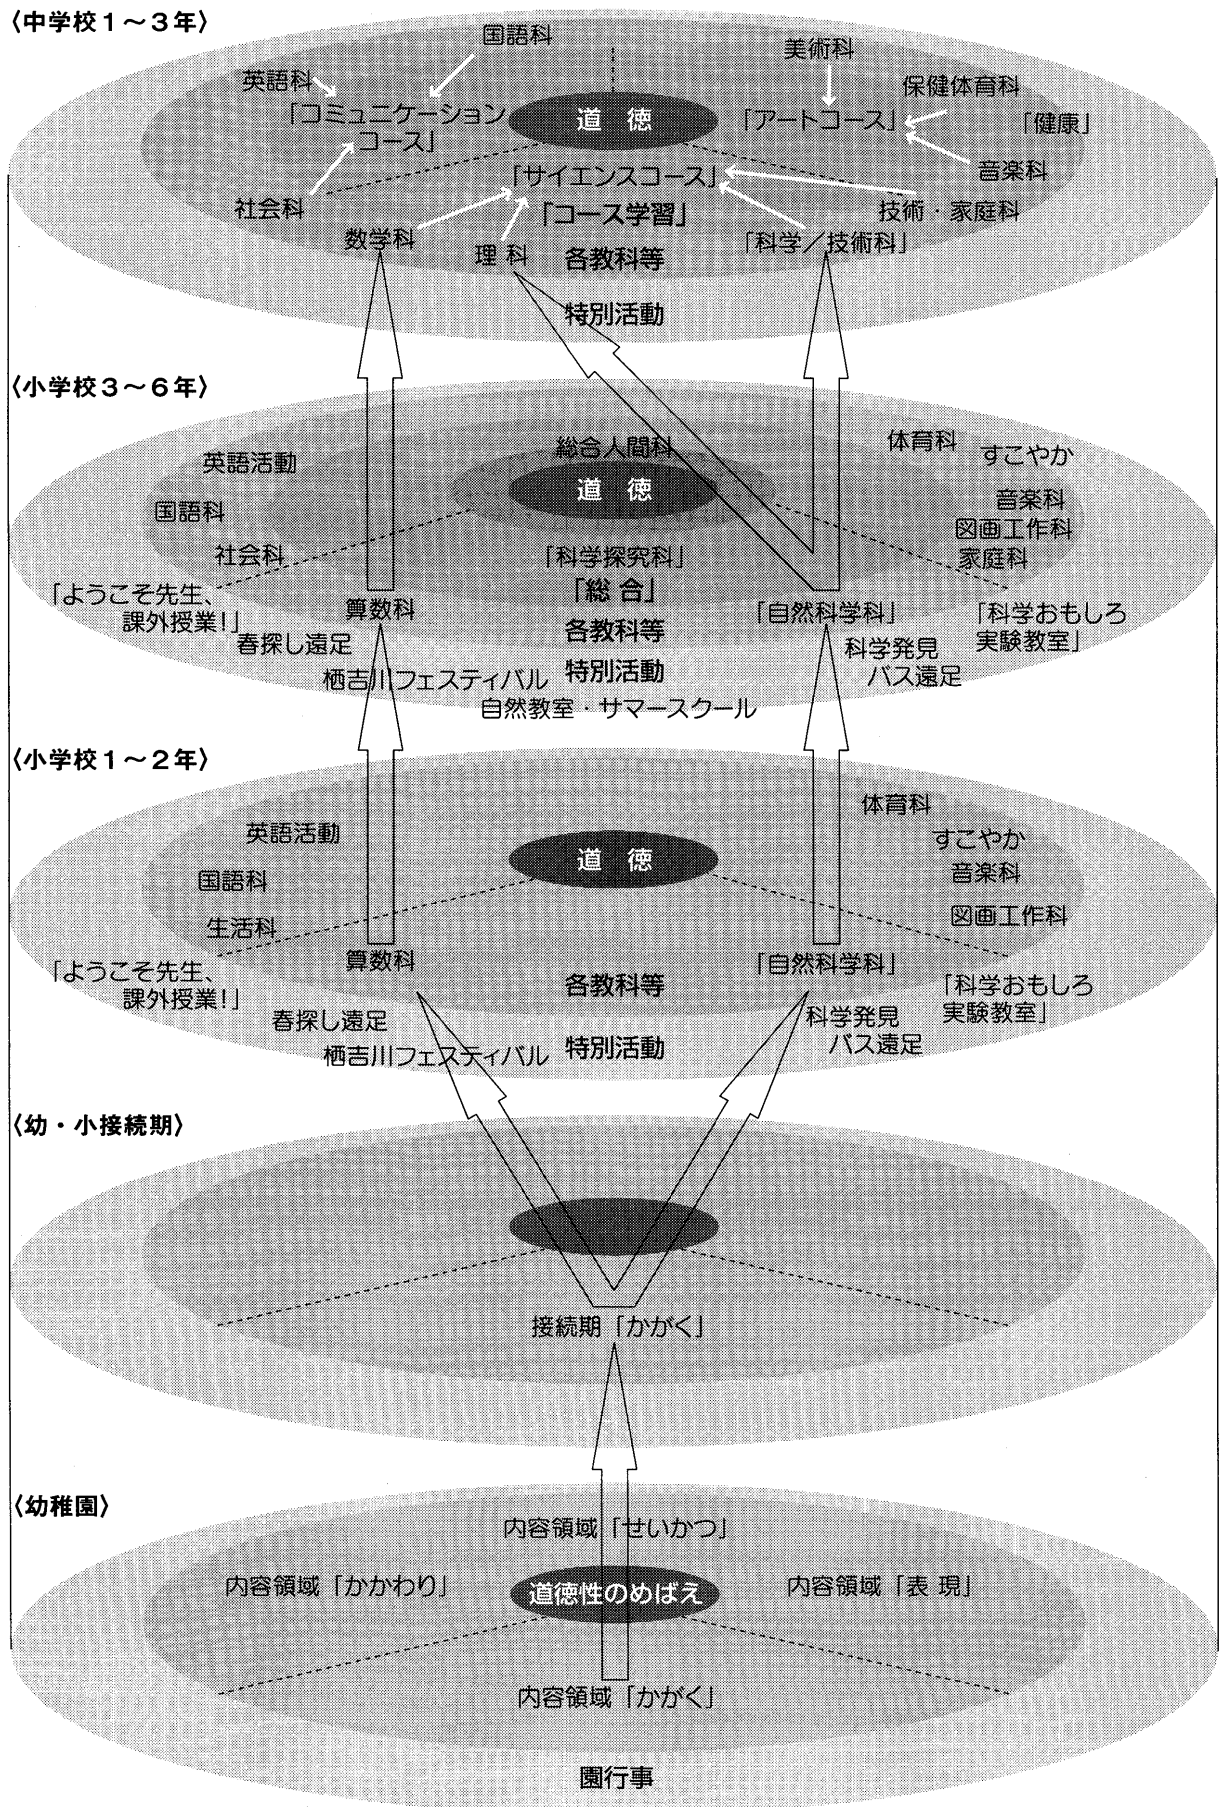 〈中学校１～３年〉
国語科
美術科
英語科
保健体育科
「コミュニケーション
コース」
道　徳
「アートコース」
「健康」
「サイエンスコース」
音楽科
社会科
「コース学習」
技術・家庭科
数学科
理 科
各教科等
「科学／技術科」
特別活動
〈小学校３～６年〉
総合人間科
体育科
すこやか
英語活動
道　徳
国語科
音楽科
図画工作科
社会科
「科学探究科」
家庭科
「ようこそ先生、
課外授業！」
「総 合」
算数科
「自然科学科」
「科学おもしろ
実験教室」
各教科等
春探し遠足
科学発見
バス遠足
特別活動
栖吉川フェスティバル
自然教室・サマースクール
〈小学校１～２年〉
体育科
英語活動
すこやか
道　徳
国語科
音楽科
生活科
図画工作科
算数科
「自然科学科」
「ようこそ先生、
課外授業！」
各教科等
「科学おもしろ
実験教室」
春探し遠足
科学発見
バス遠足
栖吉川フェスティバル
特別活動
〈幼・小接続期〉
接続期「かがく」
〈幼稚園〉
内容領域「せいかつ」
内容領域「かかわり」
道徳性のめばえ
内容領域「表 現」
内容領域「かがく」
園行事